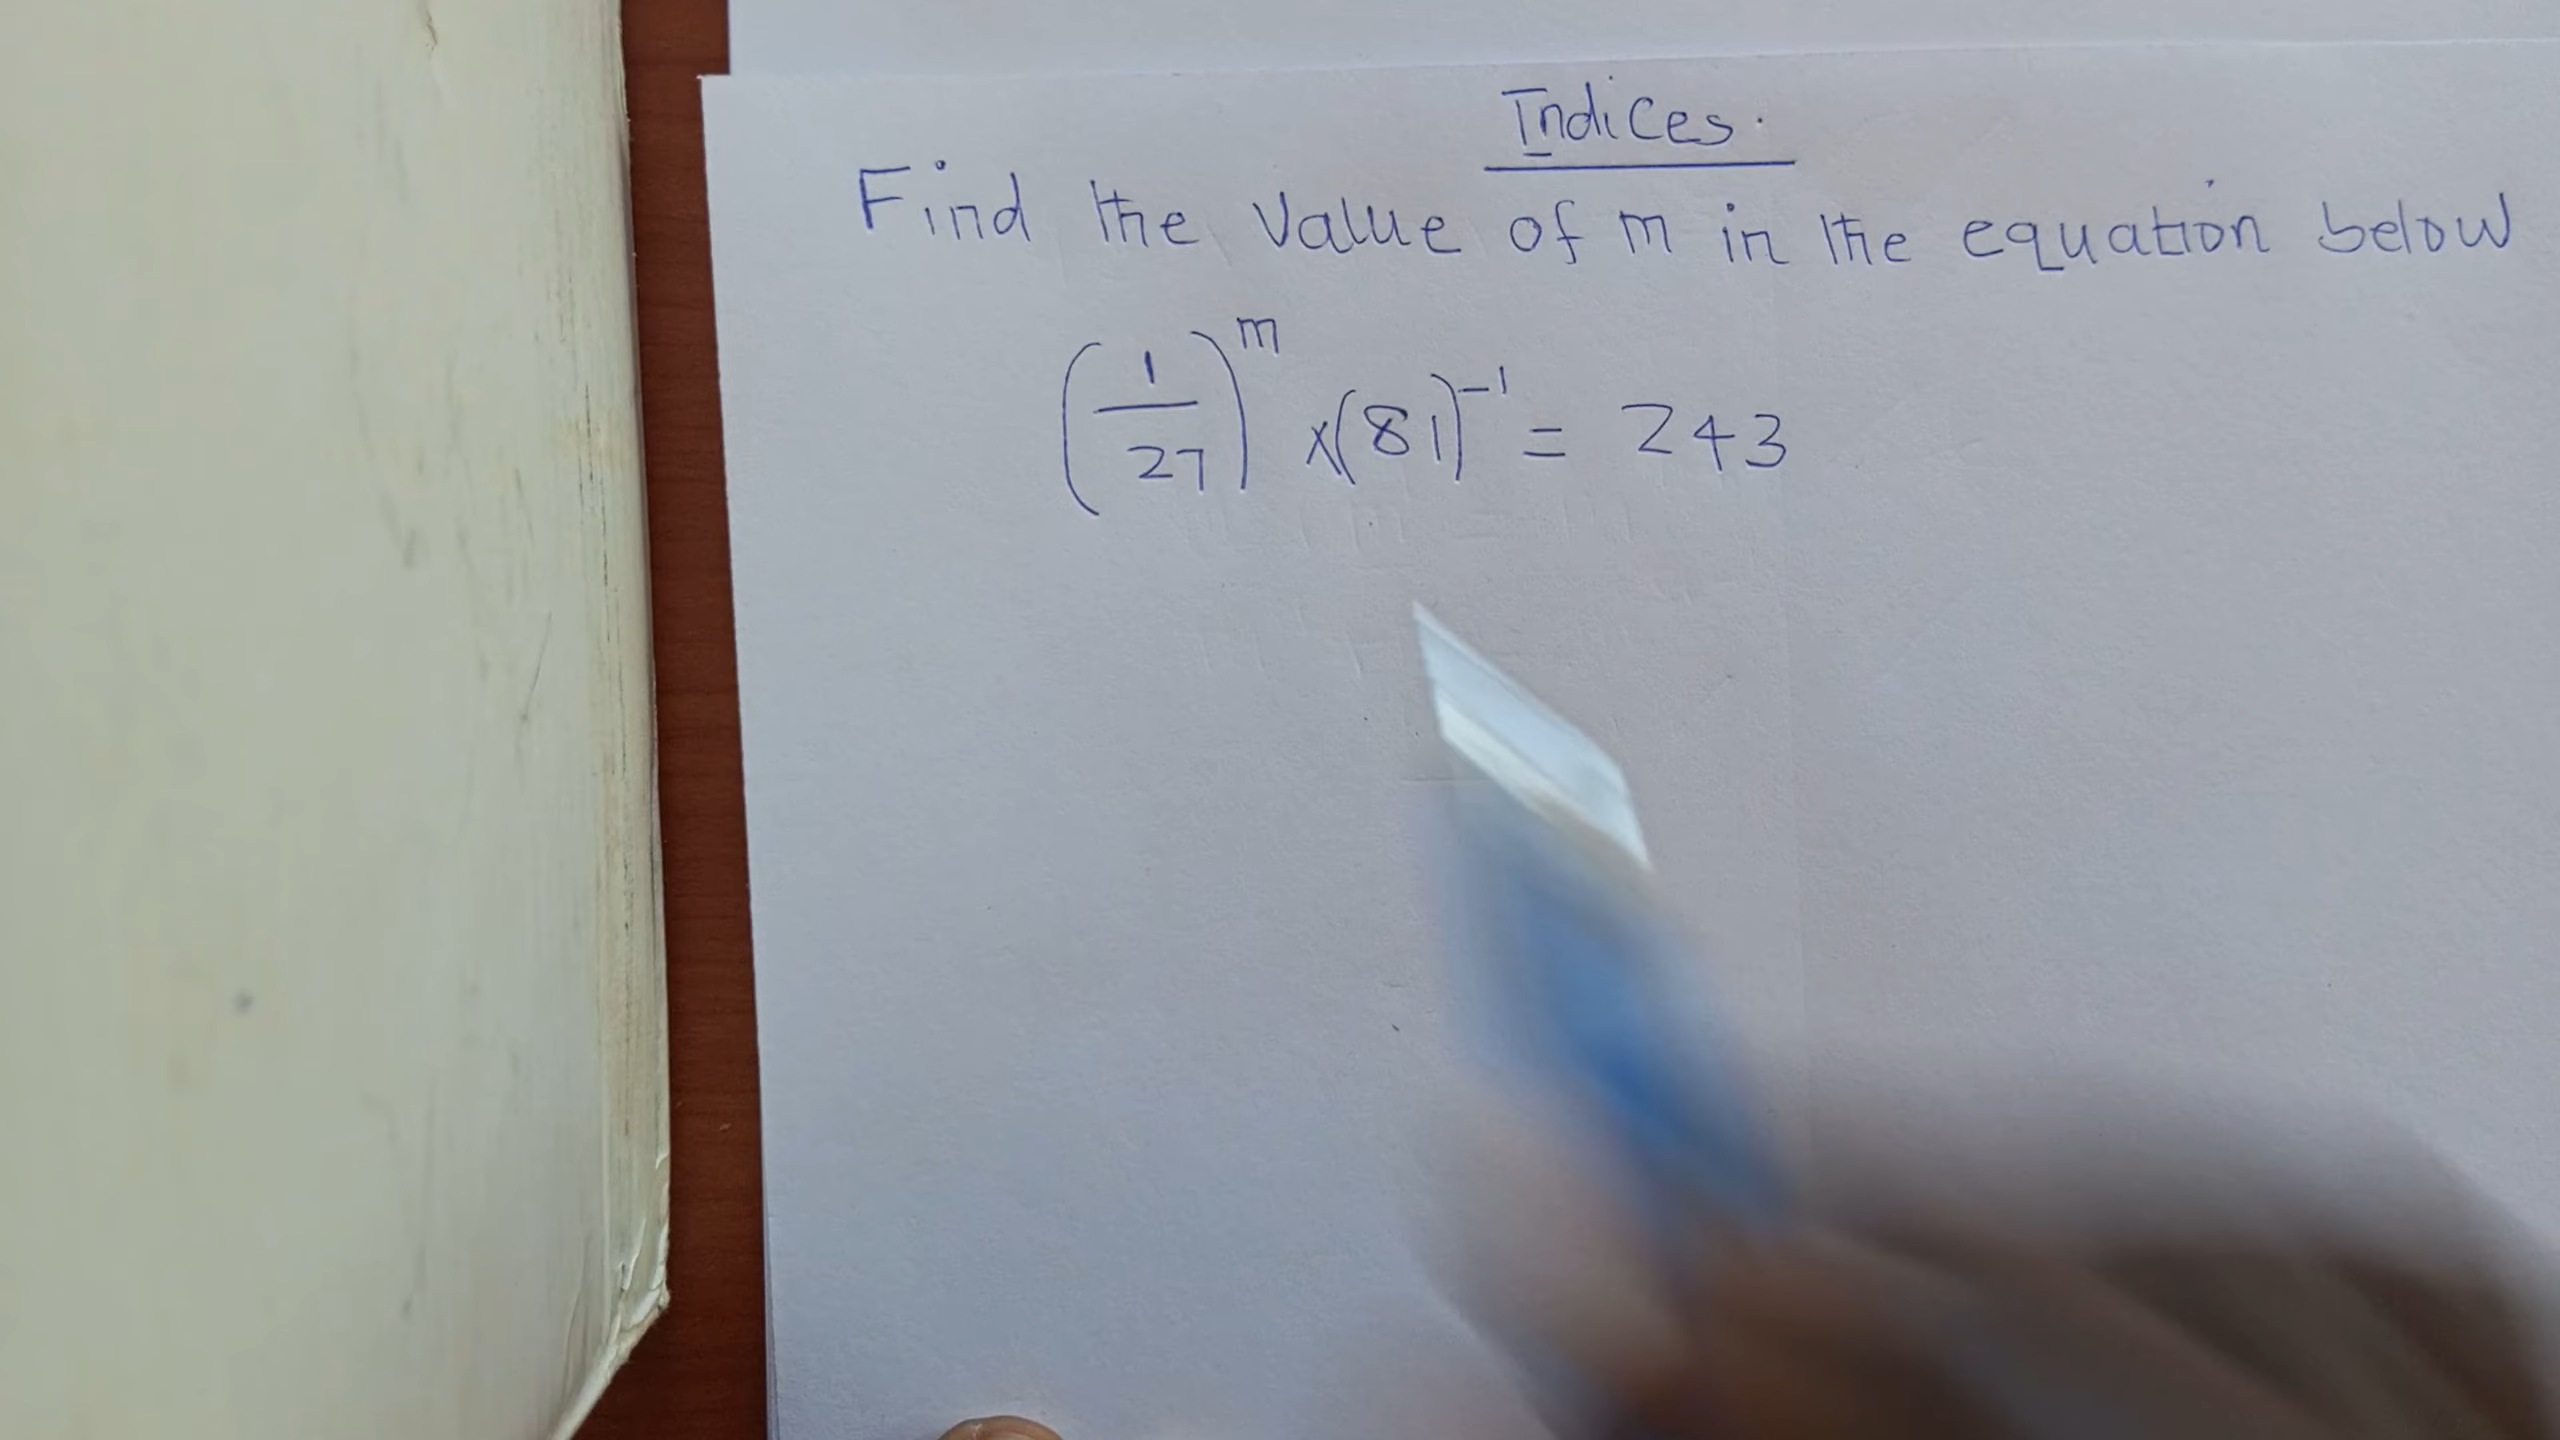 Indices.
Find the value of m in the equation below
(1/27)^m ×(81)^-1 = 243